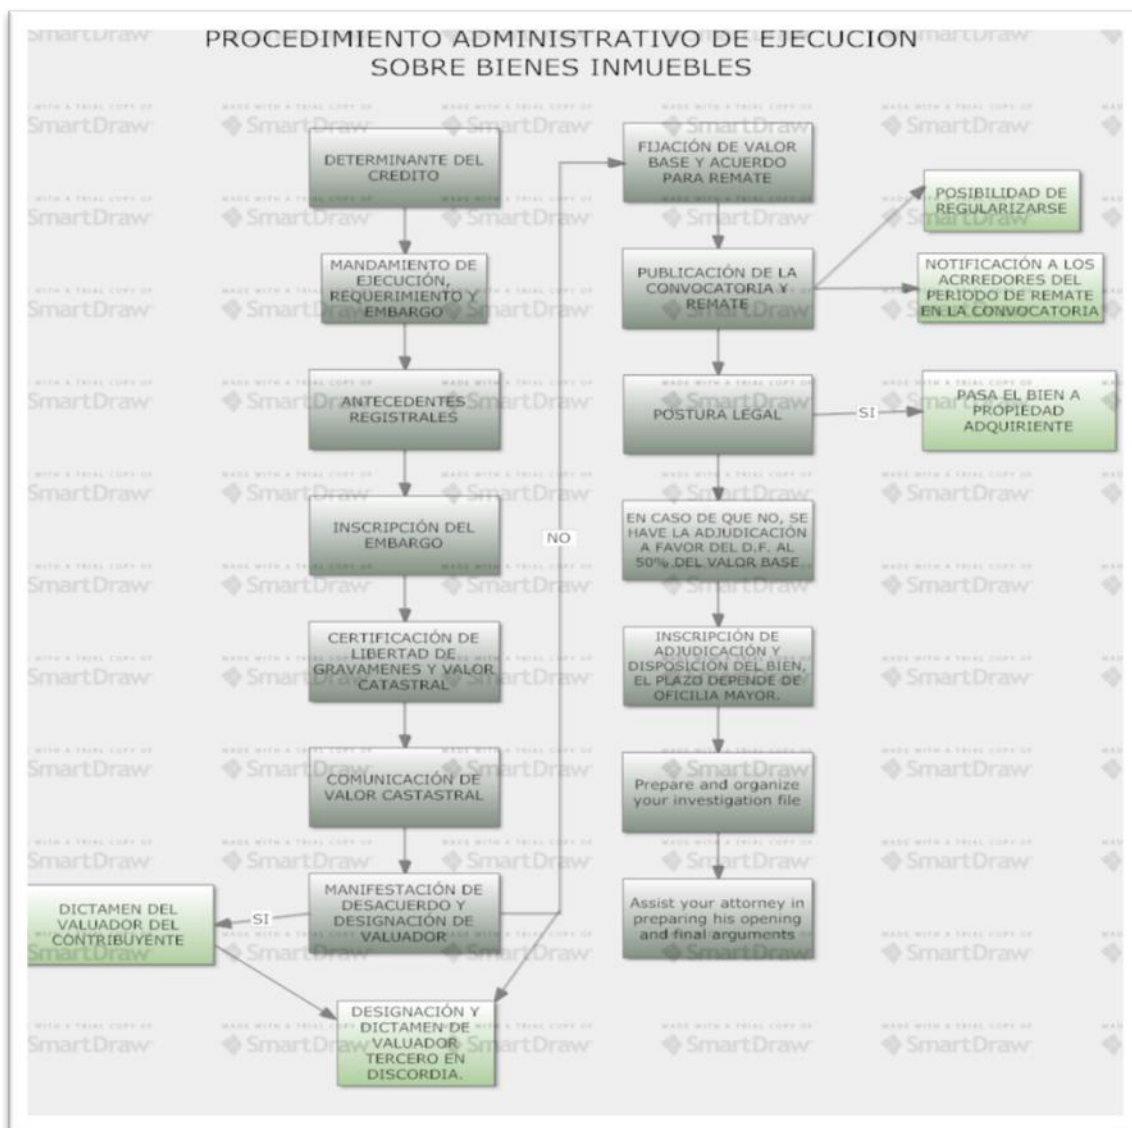 PROCEDIMIENTO ADMINISTRATIVO DE EJECUCION
SOBRE BIENES INMUEBLES
DETERMINANTE DEL
CREDITO
MANDAMIENTO DE
EJECUCIÓN,
REQUERIMIENTO Y
EMBARGO
ANTECEDENTES
REGISTRALES
INSCRIPCIÓN DEL
EMBARGO
CERTIFICACIÓN DE
LIBERTAD DE
GRAVAMENES Y VALOR
CATASTRAL
COMUNICACIÓN DE
VALOR CASTASTRAL
MANIFESTACIÓN DE
DESACUERDO Y
DESIGNACIÓN DE
VALUADOR
SI
DICTAMEN DEL
VALUADOR DEL
CONTRIBUYENTE
DESIGNACIÓN Y
DICTAMEN DE
VALUADOR
TERCERO EN
DISCORDIA.
NO
FIJACIÓN DE VALOR
BASE Y ACUERDO
PARA REMATE
PUBLICACIÓN DE LA
CONVOCATORIA Y
REMATE
POSIBILIDAD DE
REGULARIZARSE
NOTIFICACIÓN A LOS
ACRREDORES DEL
PERIODO DE REMATE
EN LA CONVOCATORIA
POSTURA LEGAL
SI
PASA EL BIEN A
PROPIEDAD
ADQUIRIENTE
EN CASO DE QUE NO, SE
HAVE LA ADJUDICACIÓN
A FAVOR DEL D.F. AL
50% DEL VALOR BASE
INSCRIPCIÓN DE
ADJUDICACIÓN Y
DISPOSICIÓN DEL BIEN,
EL PLAZO DEPENDE DE
OFICILIA MAYOR.
Prepare and organize
your investigation file
Assist your attorney in
preparing his opening
and final arguments
MADE WITH A TRIAL COPY OF
SmartDraw